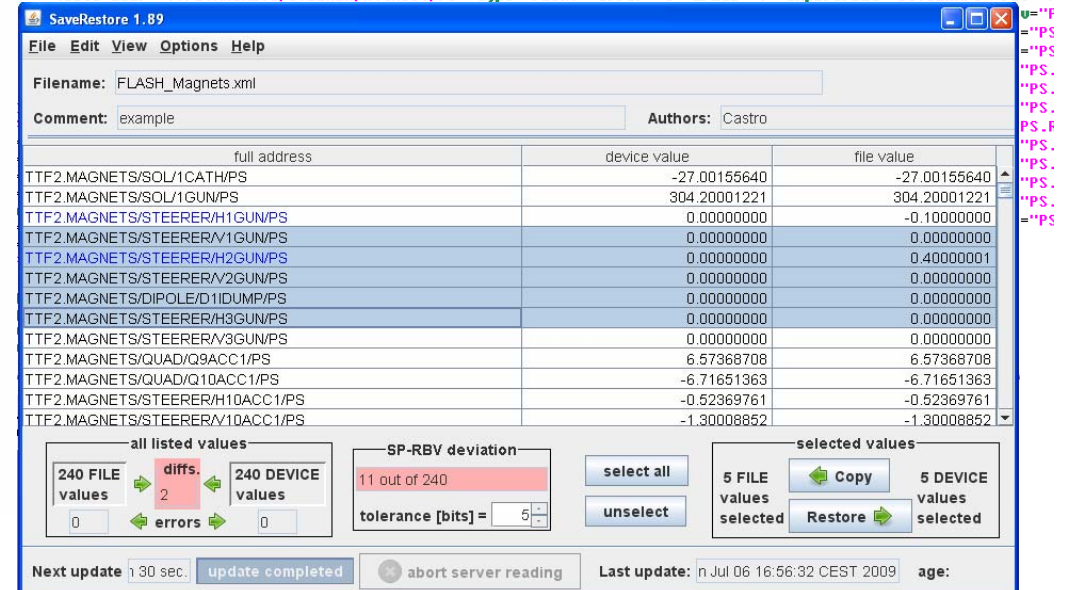 SaveRestore 1.89
File Edit View Options Help
Filename: FLASH_Magnets.xml
Comment: example Authors: Castro
full address device value file value
TTF2.MAGNETS/SOL/1CATH/PS -27.00155640 -27.00155640
TTF2.MAGNETS/SOL/1GUN/PS 304.20001221 304.20001221
TTF2.MAGNETS/STEERER/H1GUN/PS 0.00000000 -0.10000000
TTF2.MAGNETS/STEERER/V1GUN/PS 0.00000000 0.00000000
TTF2.MAGNETS/STEERER/H2GUN/PS 0.00000000 0.40000001
TTF2.MAGNETS/STEERER/V2GUN/PS 0.00000000 0.00000000
TTF2.MAGNETS/DIPOLE/D1IDUMP/PS 0.00000000 0.00000000
TTF2.MAGNETS/STEERER/H3GUN/PS 0.00000000 0.00000000
TTF2.MAGNETS/STEERER/V3GUN/PS 0.00000000 0.00000000
TTF2.MAGNETS/QUAD/Q9ACC1/PS 6.57368708 6.57368708
TTF2.MAGNETS/QUAD/Q10ACC1/PS -6.71651363 -6.71651363
TTF2.MAGNETS/STEERER/H10ACC1/PS -0.52369761 -0.52369761
TTF2.MAGNETS/STEERER/V10ACC1/PS -1.30008852 -1.30008852
all listed values
240 FILE values
diffs. 2
240 DEVICE values
0 errors 0
SP-RBV deviation
11 out of 240
tolerance [bits] = 5
select all
unselect
selected values
5 FILE values selected
Copy
Restore
5 DEVICE values selected
Next update 30 sec. update completed abort server reading Last update: n Jul 06 16:56:32 CEST 2009 age: